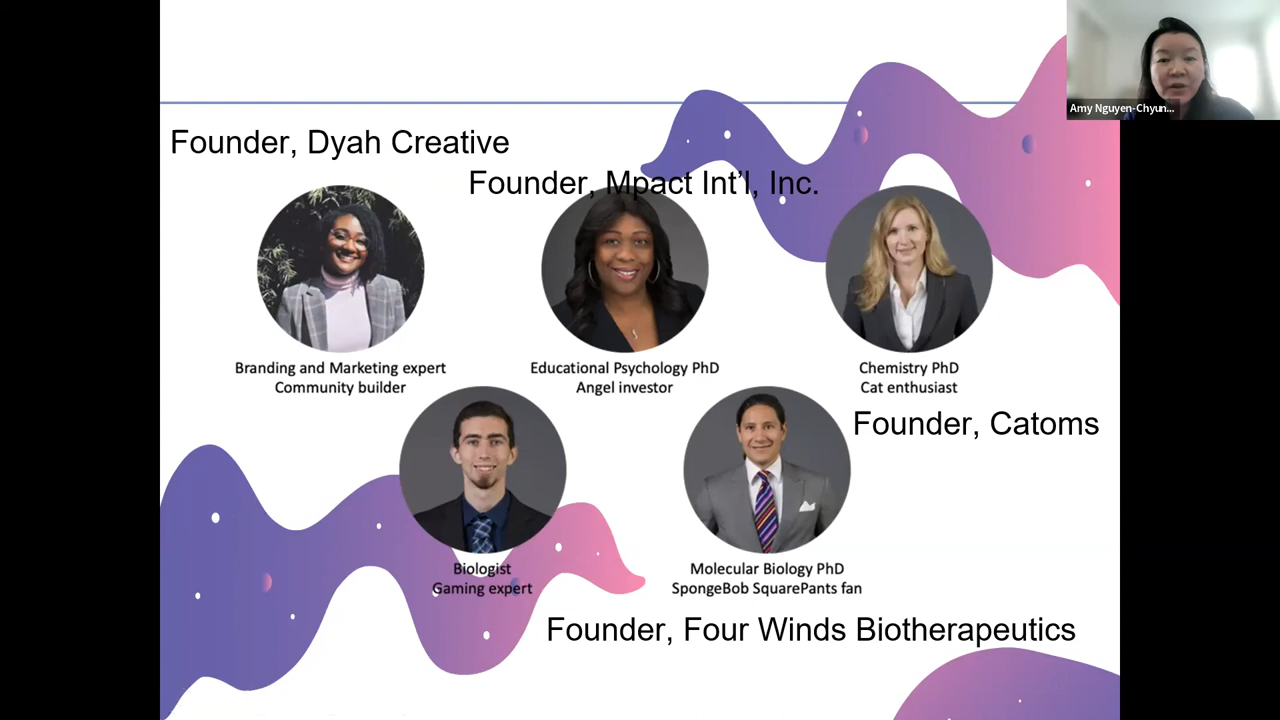 Amy Nguyen-Chyun...
Founder, Dyah Creative
Founder, Mpact Int'l, Inc.
Branding and Marketing expert
Community builder
Educational Psychology PhD
Angel investor
Chemistry PhD
Cat enthusiast
Founder, Catoms
Biologist
Gaming expert
Molecular Biology PhD
SpongeBob SquarePants fan
Founder, Four Winds Biotherapeutics